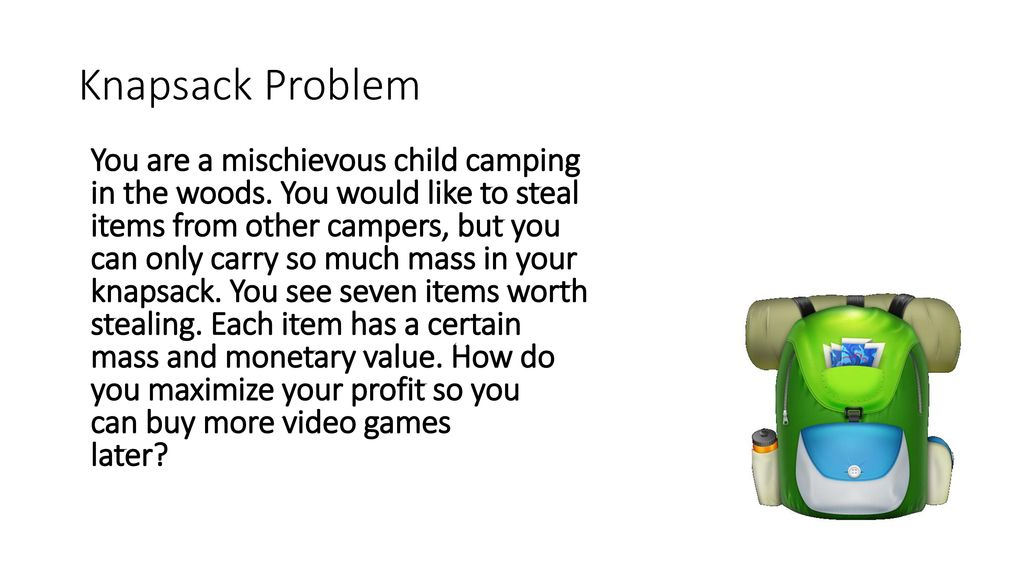 Knapsack Problem
You are a mischievous child camping
in the woods. You would like to steal
items from other campers, but you
can only carry so much mass in your
knapsack. You see seven items worth
stealing. Each item has a certain
mass and monetary value. How do
you maximize your profit so you
can buy more video games
later?